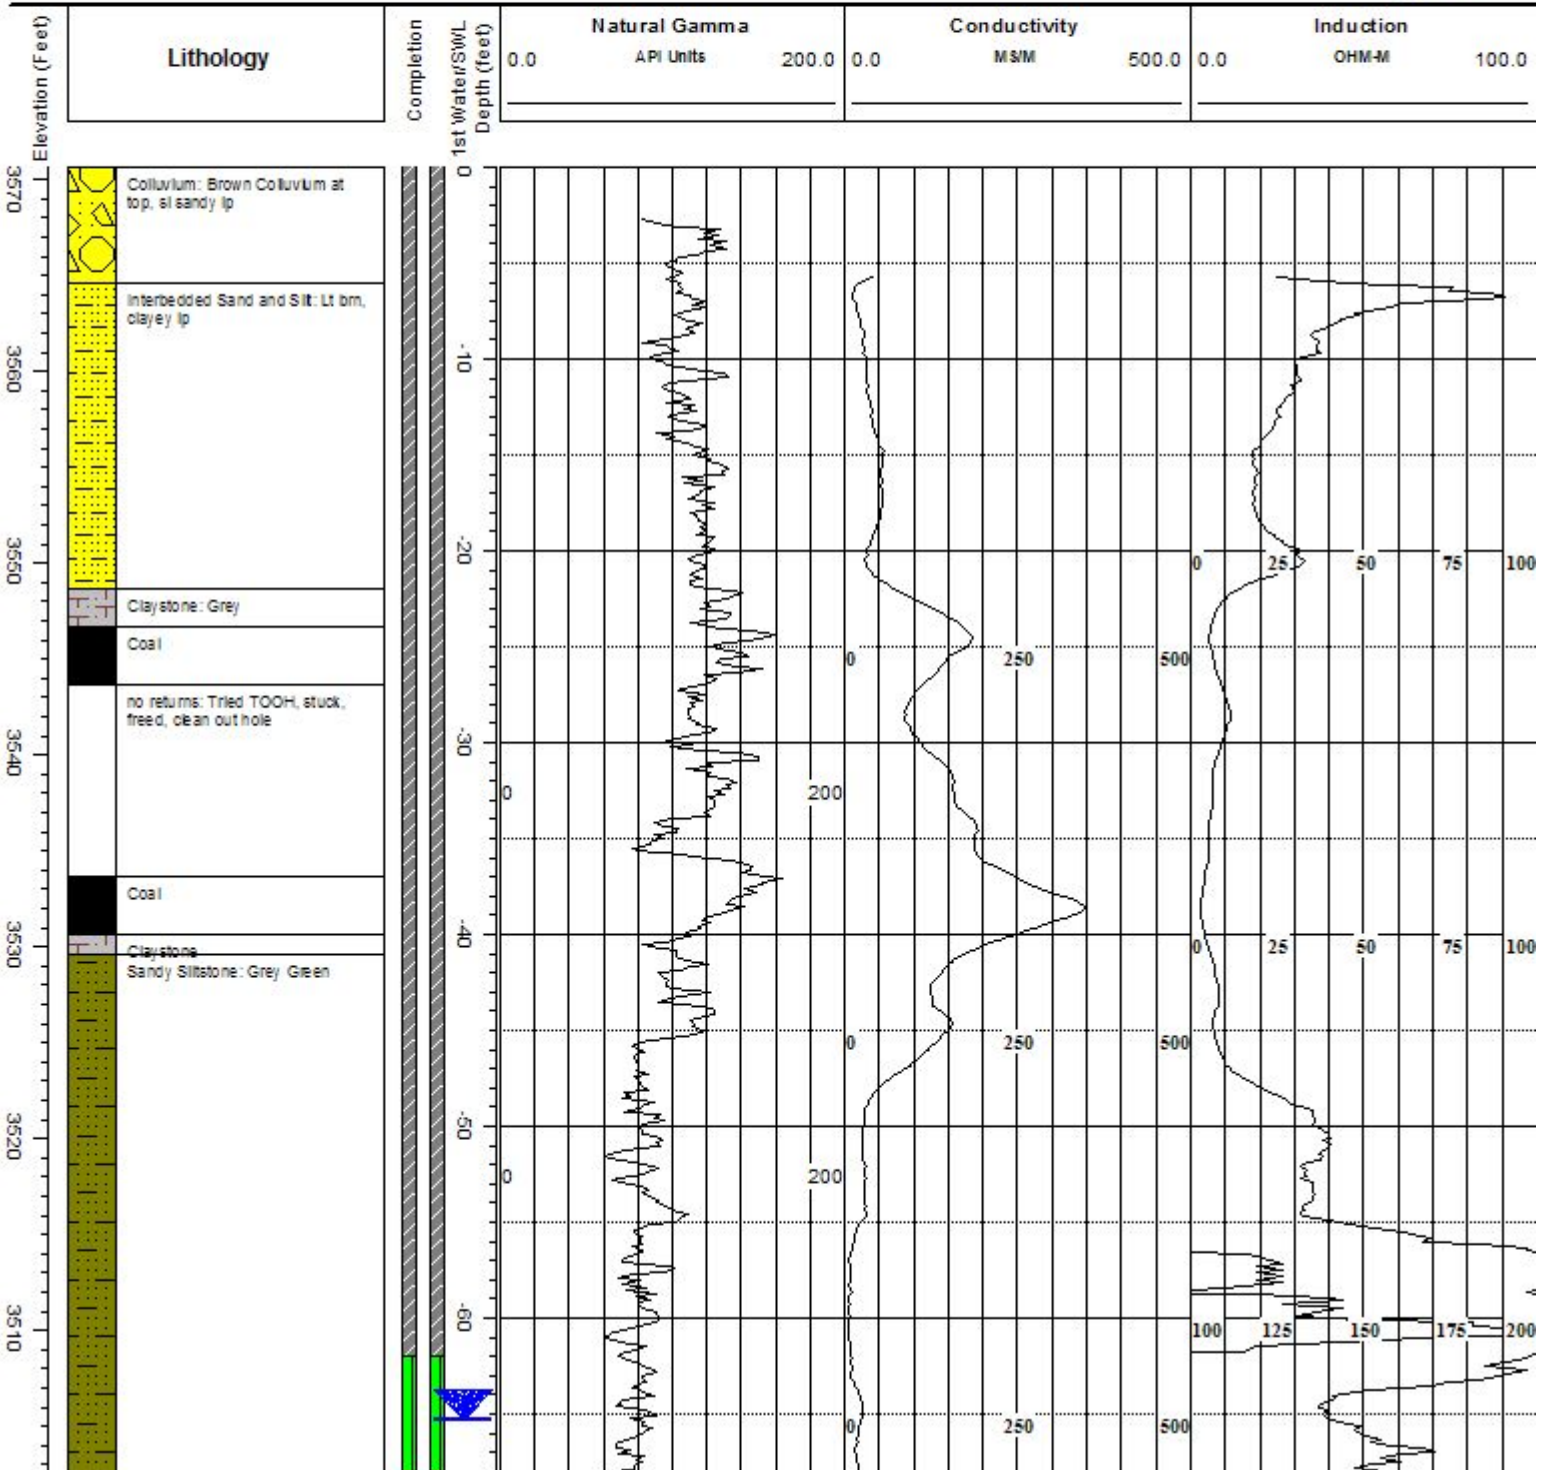 Elevation (Feet)
Lithology
Completion
1st Water/SWL
Depth (feet)
Natural Gamma
0.0 API Units 200.0
Conductivity
0.0 MS/M 500.0
Induction
0.0 OHM-M 100.0
3570
3560
3550
3540
3530
3520
3510
Colluvium: Brown Colluvium at
top, sl sandy ip
Interbedded Sand and Silt: Lt brn,
clayey ip
Claystone: Grey
Coal
no returns: Tried TOOH, stuck,
freed, clean out hole
Coal
Claystone
Sandy Siltstone: Grey Green
0
-10
-20
-30
-40
-50
-60
0 25 50 75 100
0 250 500
0 200
0 25 50 75 100
0 250 500
0 200
100 125 150 175 200
0 250 500